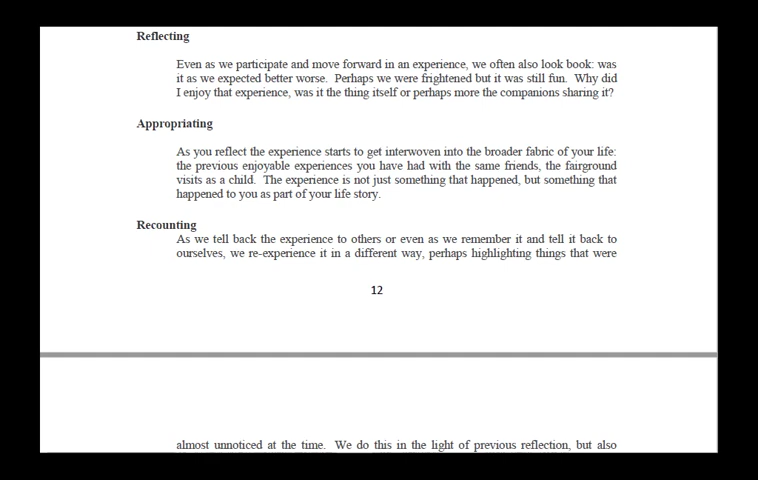 Reflecting
Even as we participate and move forward in an experience, we often also look book: was
it as we expected better worse. Perhaps we were frightened but it was still fun. Why did
I enjoy that experience, was it the thing itself or perhaps more the companions sharing it?
Appropriating
As you reflect the experience starts to get interwoven into the broader fabric of your life:
the previous enjoyable experiences you have had with the same friends, the fairground
visits as a child. The experience is not just something that happened, but something that
happened to you as part of your life story.
Recounting
As we tell back the experience to others or even as we remember it and tell it back to
ourselves, we re-experience it in a different way, perhaps highlighting things that were
12
almost unnoticed at the time. We do this in the light of previous reflection, but also